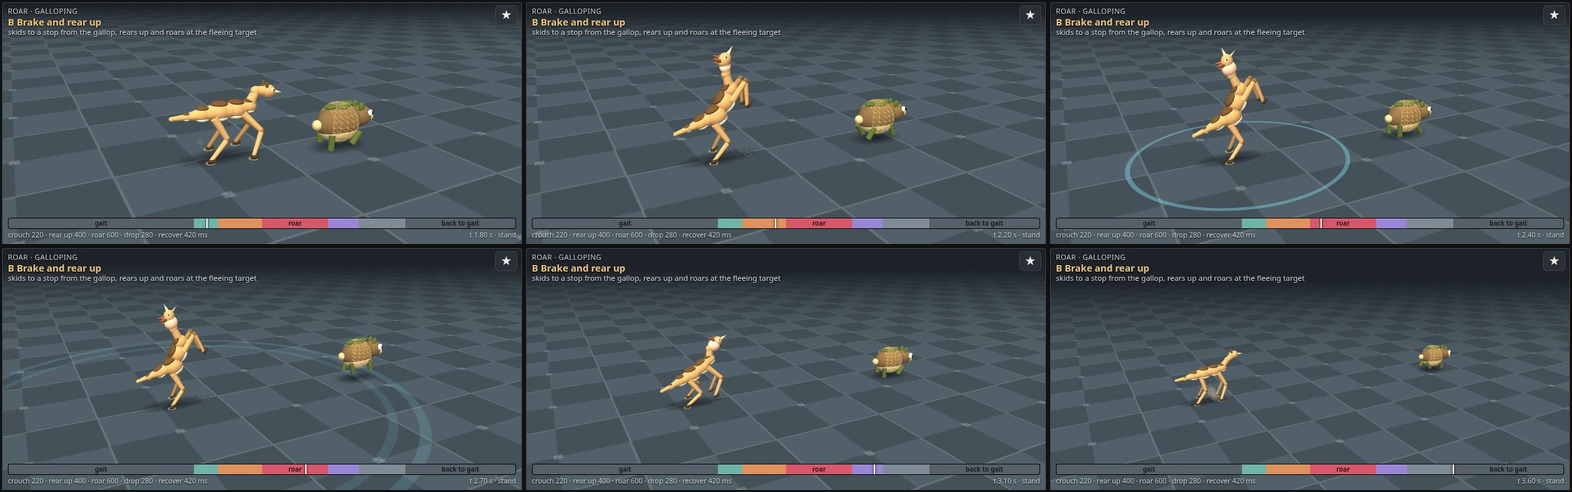 ROAR · GALLOPING
B Brake and rear up
skids to a stop from the gallop, rears up and roars at the fleeing target
gait roar back to gait
crouch 220 · rear up 400 · roar 600 · drop 280 · recover 420 ms t 1.80 s · stand
ROAR · GALLOPING
B Brake and rear up
skids to a stop from the gallop, rears up and roars at the fleeing target
gait roar back to gait
crouch 220 · rear up 400 · roar 600 · drop 280 · recover 420 ms t 2.20 s · stand
ROAR · GALLOPING
B Brake and rear up
skids to a stop from the gallop, rears up and roars at the fleeing target
gait roar back to gait
crouch 220 · rear up 400 · roar 600 · drop 280 · recover 420 ms t 2.40 s · stand
ROAR · GALLOPING
B Brake and rear up
skids to a stop from the gallop, rears up and roars at the fleeing target
gait roar back to gait
crouch 220 · rear up 400 · roar 600 · drop 280 · recover 420 ms t 2.70 s · stand
ROAR · GALLOPING
B Brake and rear up
skids to a stop from the gallop, rears up and roars at the fleeing target
gait roar back to gait
crouch 220 · rear up 400 · roar 600 · drop 280 · recover 420 ms t 3.10 s · stand
ROAR · GALLOPING
B Brake and rear up
skids to a stop from the gallop, rears up and roars at the fleeing target
gait roar back to gait
crouch 220 · rear up 400 · roar 600 · drop 280 · recover 420 ms t 3.60 s · stand